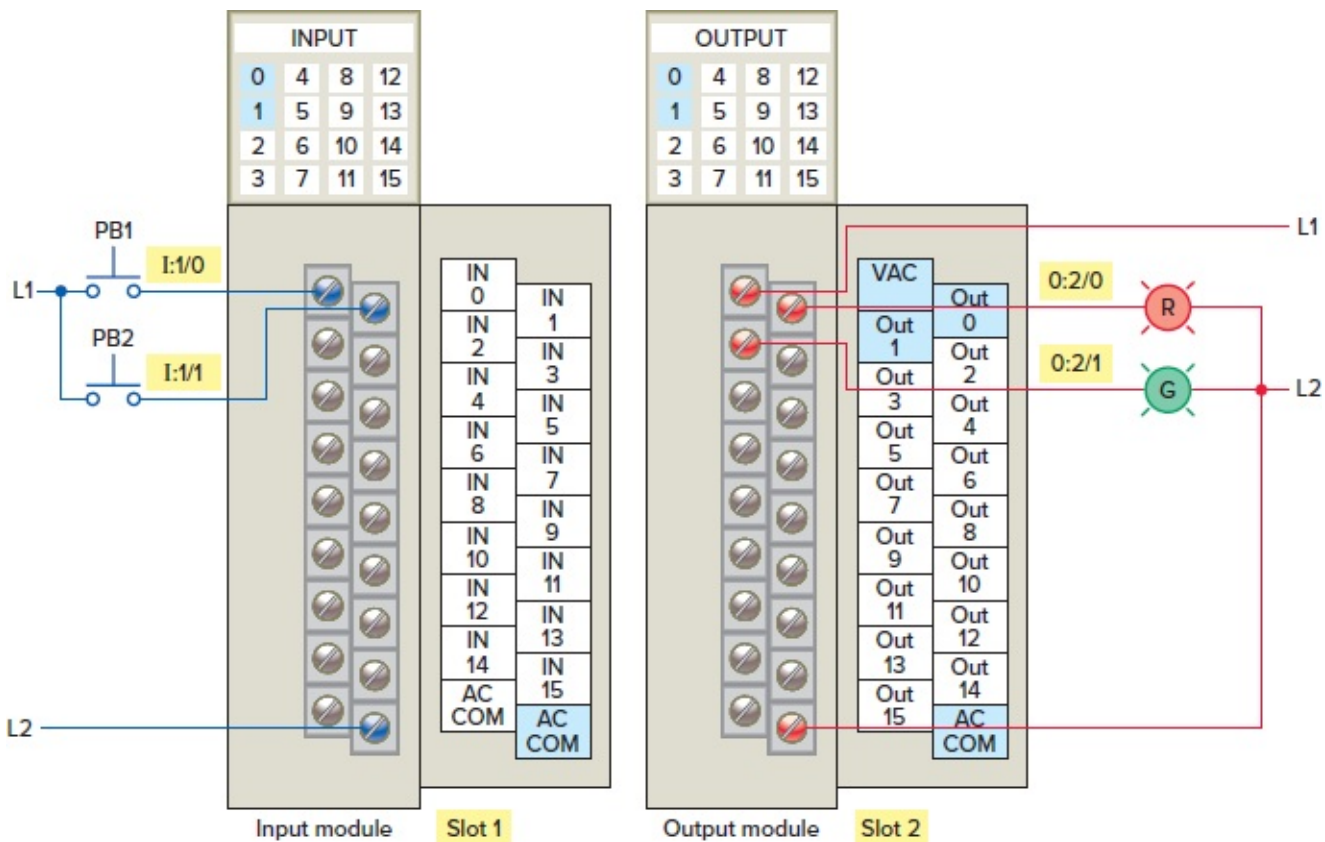 INPUT
0 4 8 12
1 5 9 13
2 6 10 14
3 7 11 15
OUTPUT
0 4 8 12
1 5 9 13
2 6 10 14
3 7 11 15
PB1
I:1/0
L1
PB2
I:1/1
L2
IN
0
IN
2
IN
4
IN
6
IN
8
IN
10
IN
12
IN
14
AC
COM
IN
1
IN
3
IN
5
IN
7
IN
9
IN
11
IN
13
IN
15
AC
COM
VAC
Out
1
Out
3
Out
5
Out
7
Out
9
Out
11
Out
13
Out
15
Out
0
Out
2
Out
4
Out
6
Out
8
Out
10
Out
12
Out
14
AC
COM
L1
0:2/0
R
0:2/1
G
L2
Input module
Slot 1
Output module
Slot 2